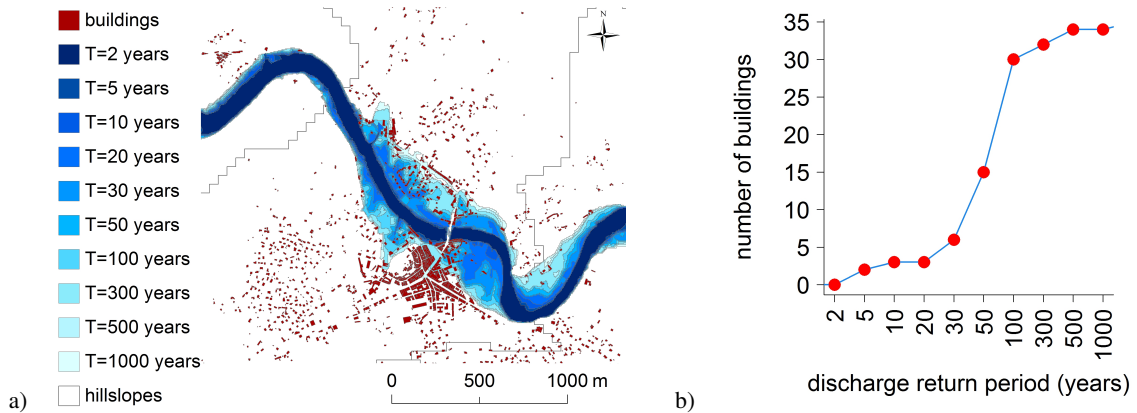 buildings
T=2 years
T=5 years
T=10 years
T=20 years
T=30 years
T=50 years
T=100 years
T=300 years
T=500 years
T=1000 years
hillslopes
N
0 500 1000 m
a)
number of buildings
35
30
25
20
15
10
5
0
2 5 10 20 30 50 100 300 500 1000
discharge return period (years)
b)